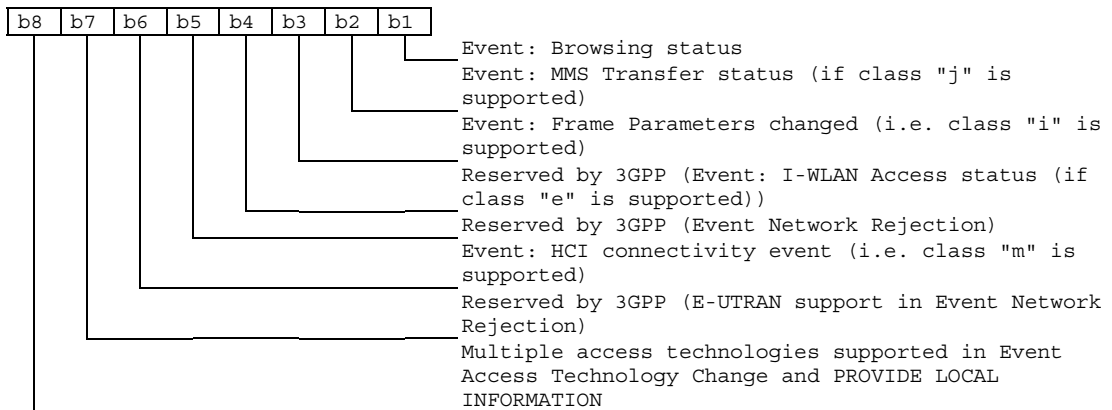 b8 b7 b6 b5 b4 b3 b2 b1
Event: Browsing status
Event: MMS Transfer status (if class "j" is
supported)
Event: Frame Parameters changed (i.e. class "i" is
supported)
Reserved by 3GPP (Event: I-WLAN Access status (if
class "e" is supported))
Reserved by 3GPP (Event Network Rejection)
Event: HCI connectivity event (i.e. class "m" is
supported)
Reserved by 3GPP (E-UTRAN support in Event Network
Rejection)
Multiple access technologies supported in Event
Access Technology Change and PROVIDE LOCAL
INFORMATION